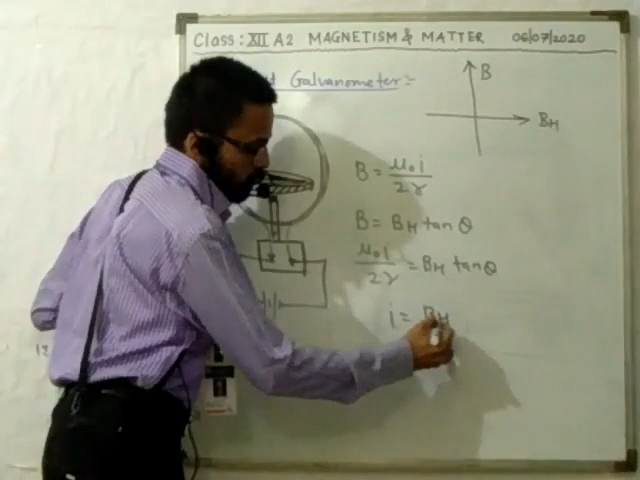 Class: XII A2 MAGNETISM & MATTER 06/07/2020
Galvanometer:-
B
BH
B = μ₀i / 2r
B = BH tan θ
μ₀i / 2r = BH tan θ
i = BH